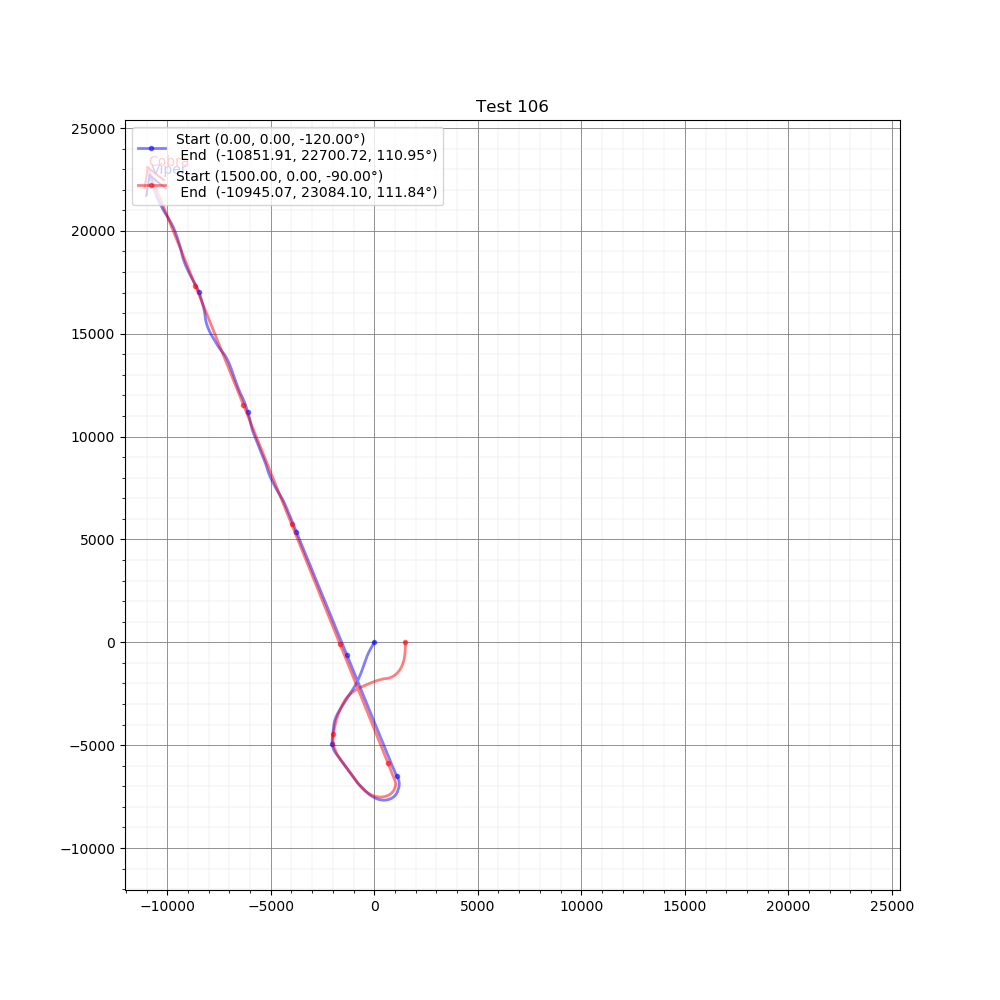 Test 106
25000
20000
15000
10000
5000
0
−5000
−10000
Start (0.00, 0.00, -120.00°)
End (-10851.91, 22700.72, 110.95°)
Start (1500.00, 0.00, -90.00°)
End (-10945.07, 23084.10, 111.84°)
Cobra
Viper
−10000 −5000 0 5000 10000 15000 20000 25000